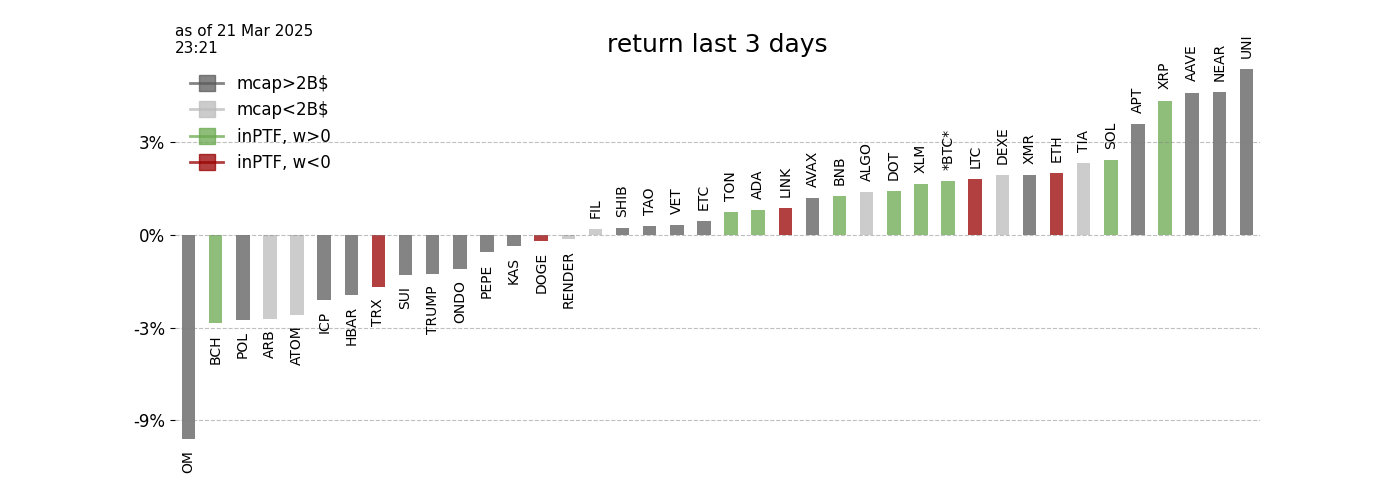 as of 21 Mar 2025
23:21
return last 3 days
mcap>2B$
mcap<2B$
inPTF, w>0
inPTF, w<0
3%
0%
-3%
-9%
OM
BCH
POL
ARB
ATOM
ICP
HBAR
TRX
SUI
TRUMP
ONDO
PEPE
KAS
DOGE
RENDER
FIL
SHIB
TAO
VET
ETC
TON
ADA
LINK
AVAX
BNB
ALGO
DOT
XLM
*BTC*
LTC
DEXE
XMR
ETH
TIA
SOL
APT
XRP
AAVE
NEAR
UNI